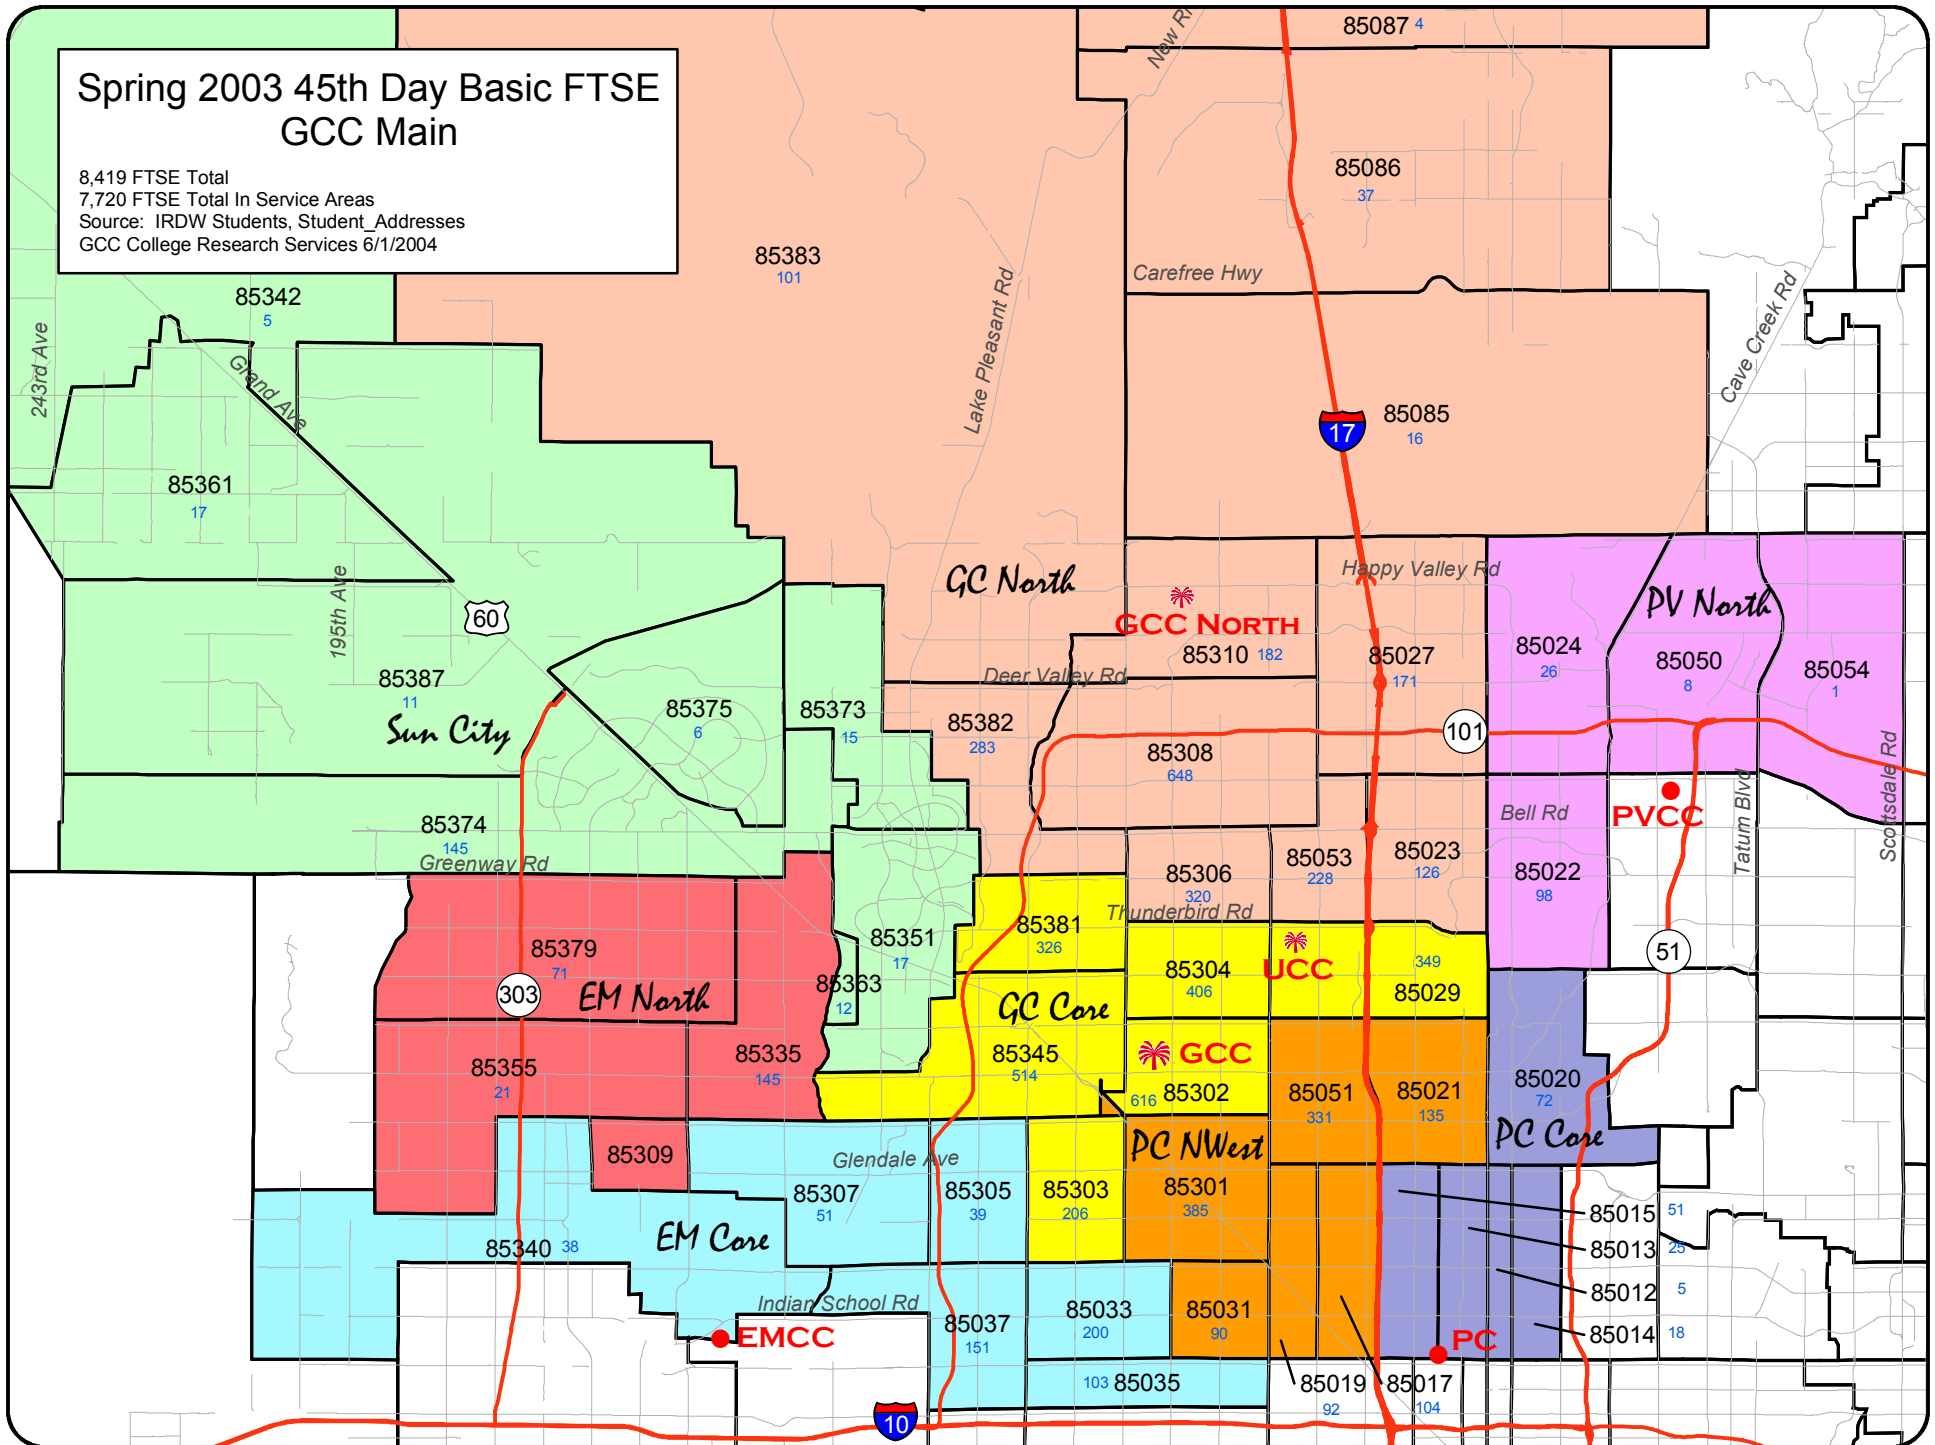 Spring 2003 45th Day Basic FTSE
GCC Main
8,419 FTSE Total
7,720 FTSE Total In Service Areas
Source: IRDW Students, Student_Addresses
GCC College Research Services 6/1/2004
85087 4
New Ri
85086
37
85383
101
Carefree Hwy
85342
5
243rd Ave
Grand Ave
Lake Pleasant Rd
Cave Creek Rd
17
85085
16
85361
17
195th Ave
60
GC North
Happy Valley Rd
PV North
GCC North
85310 182
85027
171
85024
26
85050
8
85054
1
Deer Valley Rd
85387
11
Sun City
85375
6
85373
15
85382
283
85308
648
101
Scottsdale Rd
Tatum Blvd
PVCC
Bell Rd
85374
145
Greenway Rd
85306
320
85053
228
85023
126
85022
98
Thunderbird Rd
85381
326
85351
17
85379
71
303
EM North
85363
12
GC Core
85304
406
UCC
349
85029
51
85355
21
85335
145
85345
514
GCC
616 85302
85051
331
85021
135
85020
72
PC Core
PC NWest
85309
Glendale Ave
85307
51
85305
39
85303
206
85301
385
85015 51
85013 25
85012 5
85014 18
85340 38
EM Core
Indian School Rd
EMCC
85037
151
85033
200
85031
90
PC
103 85035
85019
92
85017
104
10